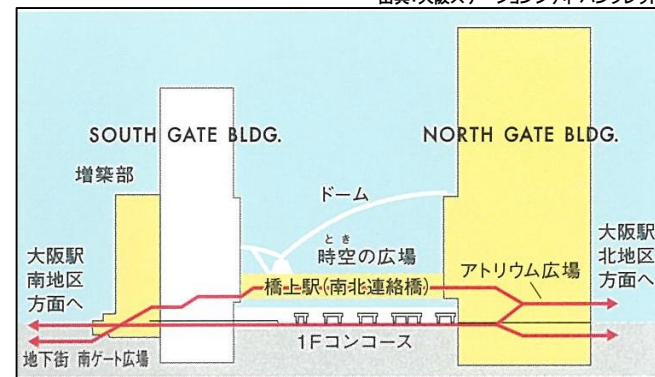 出典:大阪ステーションシティパンフレット
SOUTH GATE BLDG.
NORTH GATE BLDG.
増築部
ドーム
とき
時空の広場
大阪駅
南地区
方面へ
橋上駅(南北連絡橋)
アトリウム広場
大阪駅
北地区
方面へ
1Fコンコース
地下街 南ゲート広場